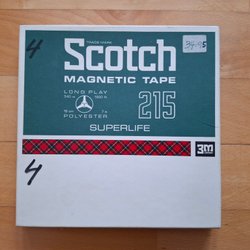 4
TRADE MARK
Scotch
MAGNETIC TAPE
LONG PLAY
POLYESTER
215
SUPERLIFE
4
3M